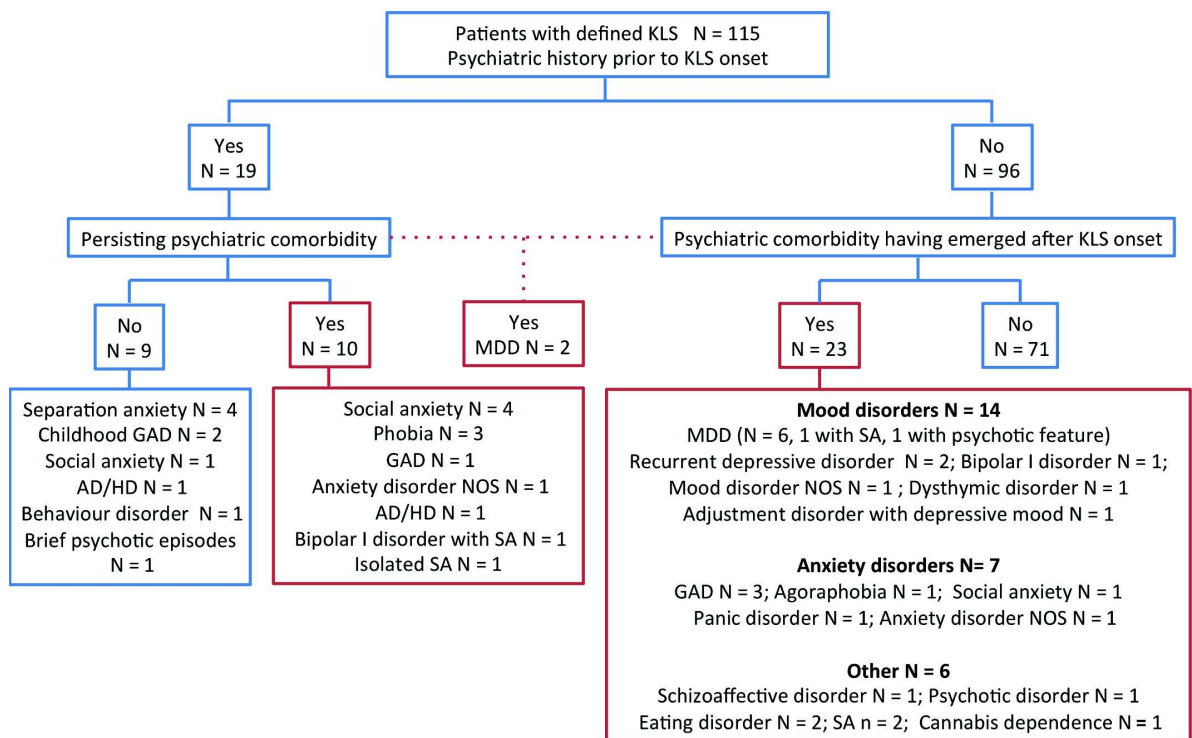 Patients with defined KLS N = 115
Psychiatric history prior to KLS onset
Yes
N = 19
No
N = 96
Persisting psychiatric comorbidity
Psychiatric comorbidity having emerged after KLS onset
No
N = 9
Yes
N = 10
Yes
MDD N = 2
Yes
N = 23
No
N = 71
Separation anxiety N = 4
Childhood GAD N = 2
Social anxiety N = 1
AD/HD N = 1
Behaviour disorder N = 1
Brief psychotic episodes
N = 1
Social anxiety N = 4
Phobia N = 3
GAD N = 1
Anxiety disorder NOS N = 1
AD/HD N = 1
Bipolar I disorder with SA N = 1
Isolated SA N = 1
Mood disorders N = 14
MDD (N = 6, 1 with SA, 1 with psychotic feature)
Recurrent depressive disorder N = 2; Bipolar I disorder N = 1;
Mood disorder NOS N = 1 ; Dysthymic disorder N = 1
Adjustment disorder with depressive mood N = 1
Anxiety disorders N= 7
GAD N = 3; Agoraphobia N = 1; Social anxiety N = 1
Panic disorder N = 1; Anxiety disorder NOS N = 1
Other N = 6
Schizoaffective disorder N = 1; Psychotic disorder N = 1
Eating disorder N = 2; SA n = 2; Cannabis dependence N = 1